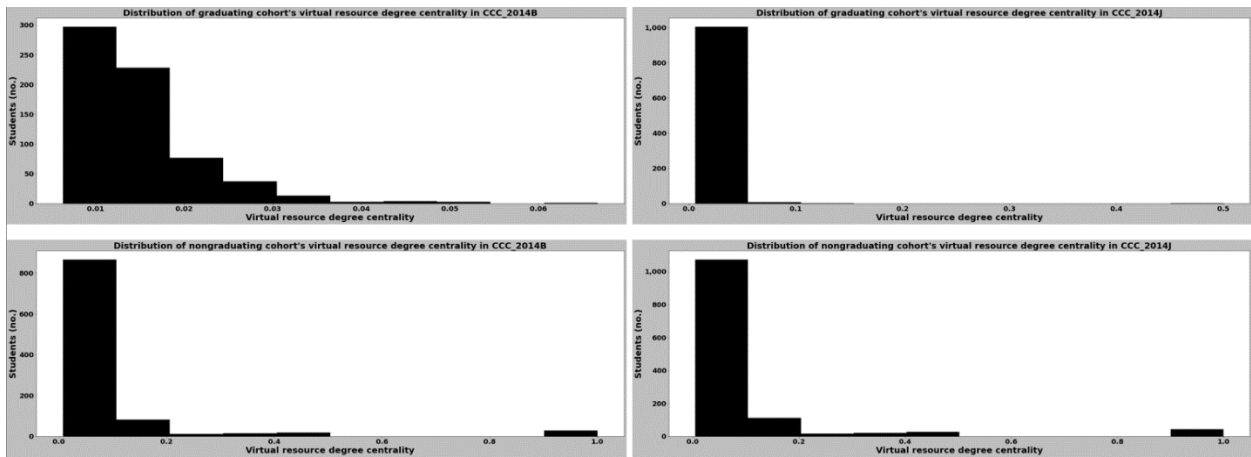 Distribution of graduating cohort's virtual resource degree centrality in CCC_2014B
Students (no.)
300
250
200
150
100
50
0
0.01 0.02 0.03 0.04 0.05 0.06
Virtual resource degree centrality
Distribution of graduating cohort's virtual resource degree centrality in CCC_2014J
Students (no.)
1,000
800
600
400
200
0
0.0 0.1 0.2 0.3 0.4 0.5
Virtual resource degree centrality
Distribution of nongraduating cohort's virtual resource degree centrality in CCC_2014B
Students (no.)
800
600
400
200
0
0.0 0.2 0.4 0.6 0.8 1.0
Virtual resource degree centrality
Distribution of nongraduating cohort's virtual resource degree centrality in CCC_2014J
Students (no.)
1,000
800
600
400
200
0
0.0 0.2 0.4 0.6 0.8 1.0
Virtual resource degree centrality